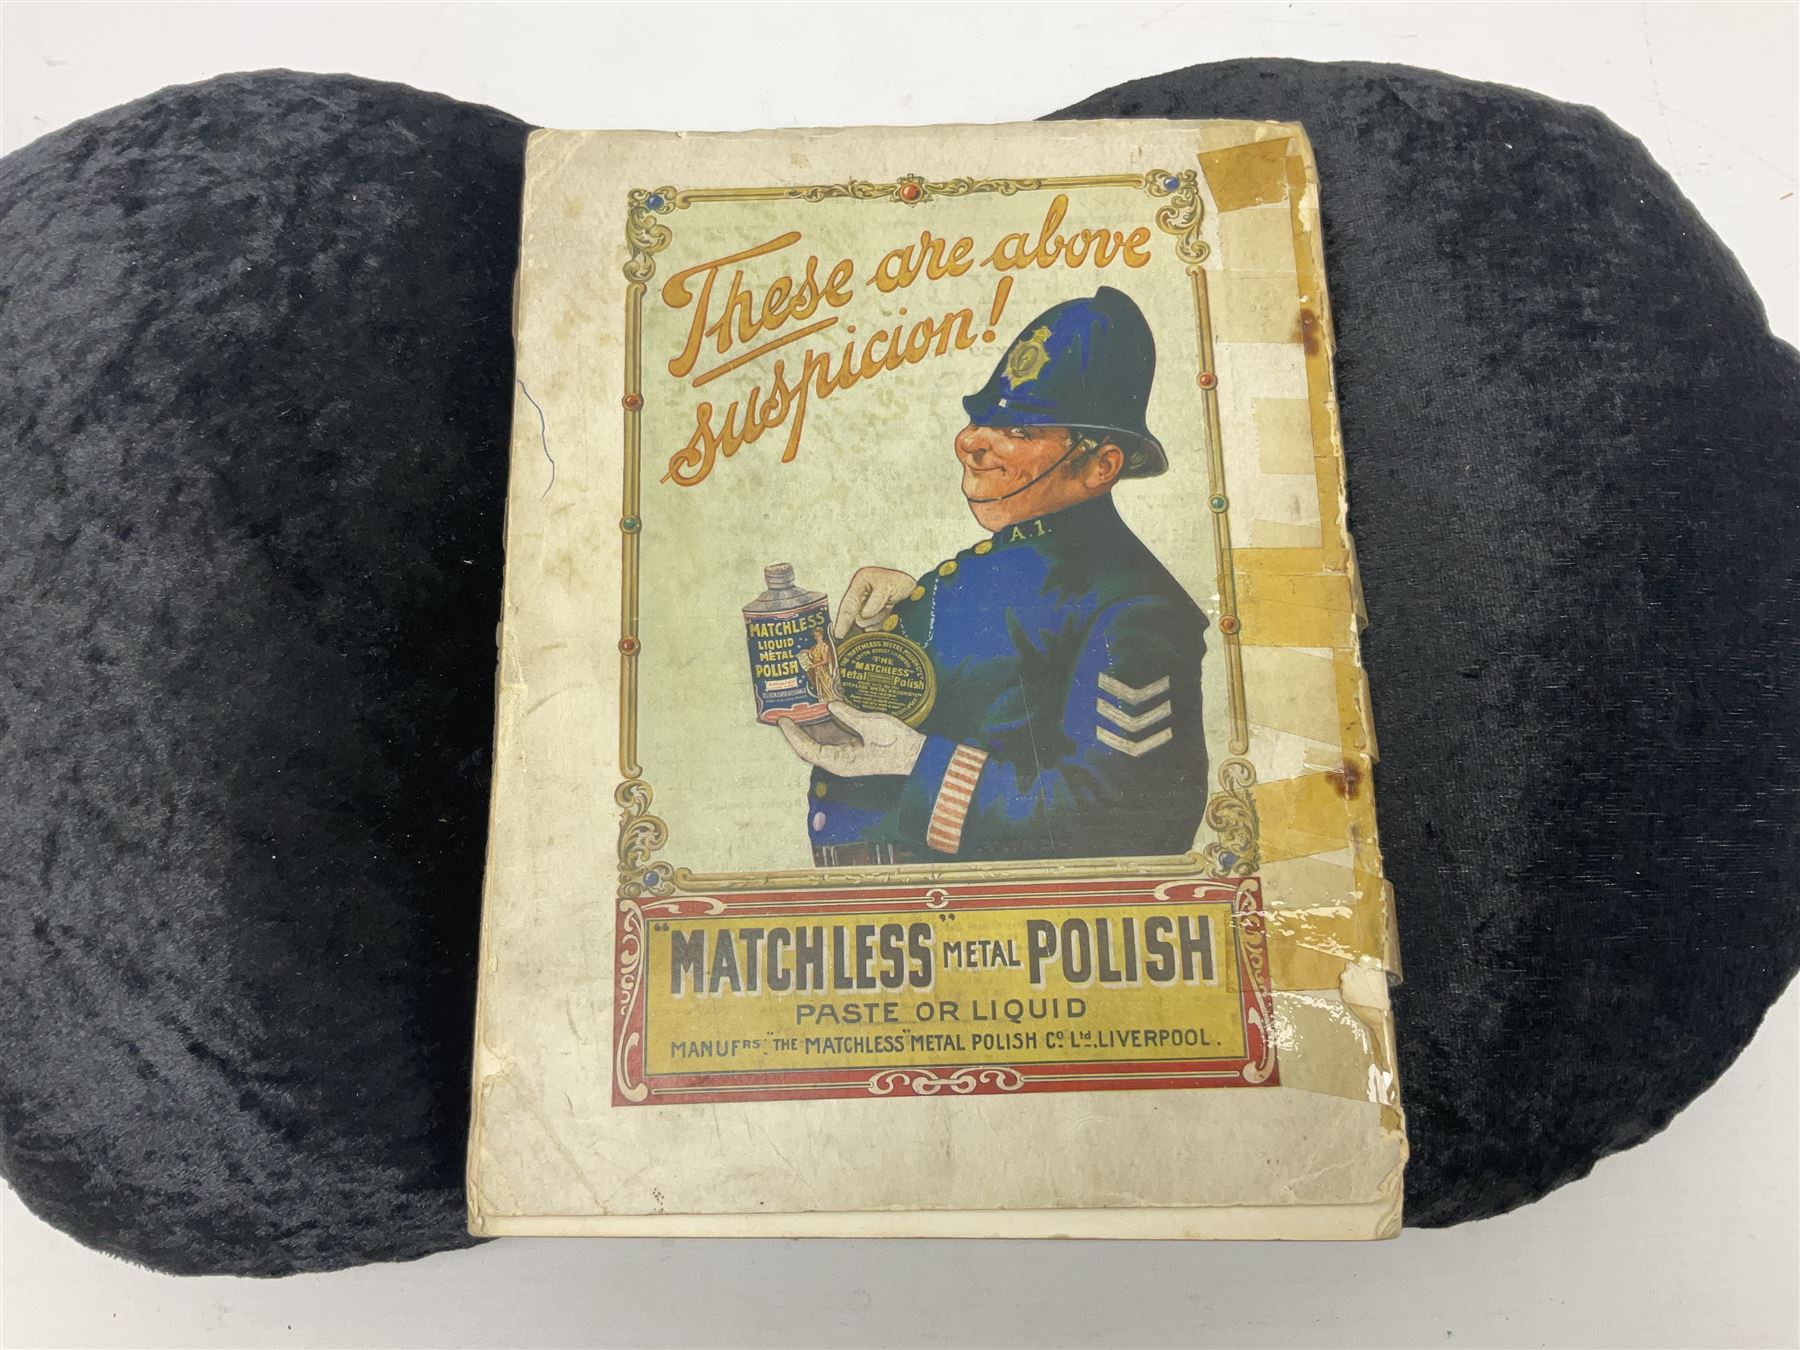 These are above
suspicion!
A.1.
"MATCHLESS"
LIQUID
METAL
POLISH
THE
"MATCHLESS"
Metal Polish
"MATCHLESS" METAL POLISH
PASTE OR LIQUID
MANUFRS. "THE MATCHLESS" METAL POLISH CO. LTD., LIVERPOOL.